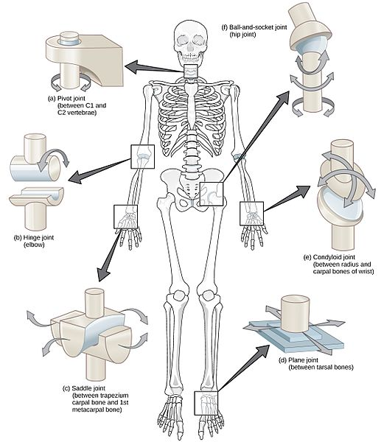 (a) Pivot joint
(between C1 and
C2 vertebrae)
(f) Ball-and-socket joint
(hip joint)
(b) Hinge joint
(elbow)
(e) Condyloid joint
(between radius and
carpal bones of wrist)
(c) Saddle joint
(between trapezium
carpal bone and 1st
metacarpal bone)
(d) Plane joint
(between tarsal bones)